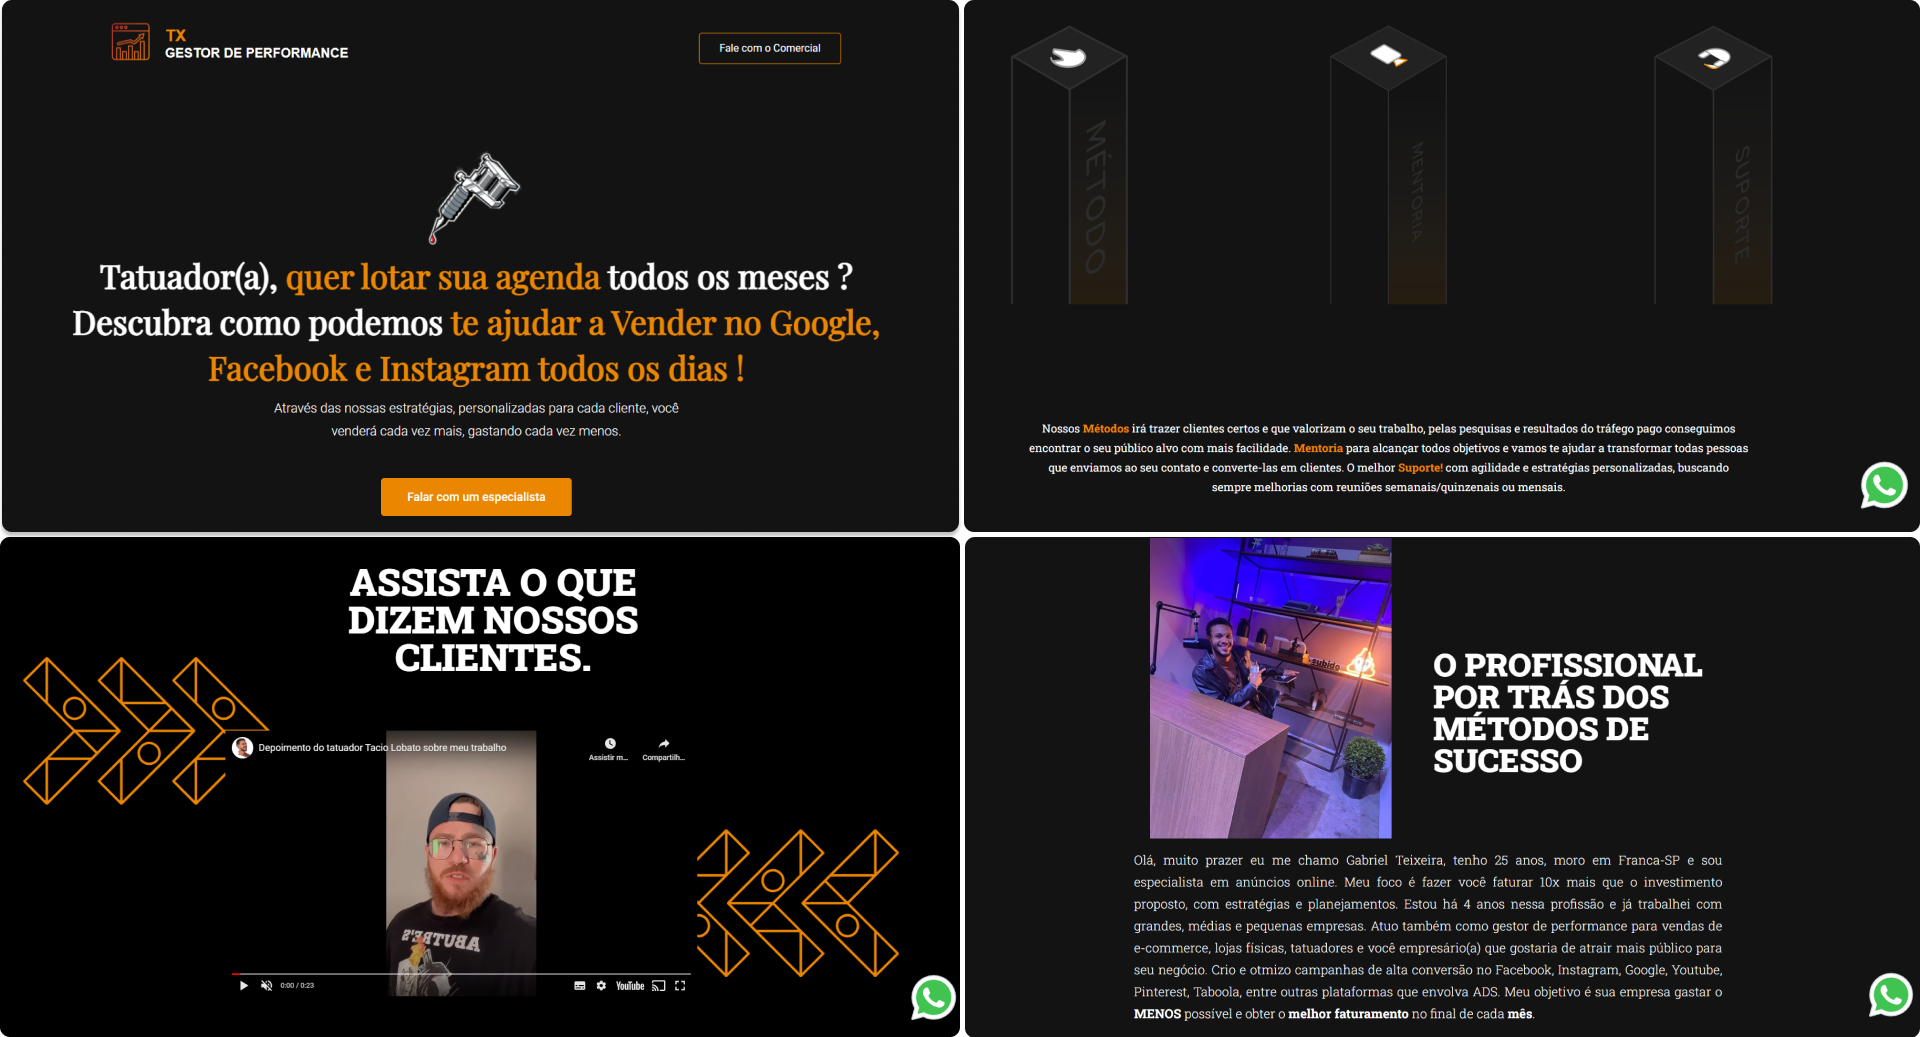 TX
GESTOR DE PERFORMANCE
Fale com o Comercial
Tatuador(a), quer lotar sua agenda todos os meses ?
Descubra como podemos te ajudar a Vender no Google,
Facebook e Instagram todos os dias !
Através das nossas estratégias, personalizadas para cada cliente, você
venderá cada vez mais, gastando cada vez menos.
Falar com um especialista
MÉTODO
MENTORIA
SUPORTE
Nossos Métodos irá trazer clientes certos e que valorizam o seu trabalho, pelas pesquisas e resultados do tráfego pago conseguimos
encontrar o seu público alvo com mais facilidade. Mentoria para alcançar todos objetivos e vamos te ajudar a transformar todas pessoas
que enviamos ao seu contato e converte-las em clientes. O melhor Suporte! com agilidade e estratégias personalizadas, buscando
sempre melhorias com reuniões semanais/quinzenais ou mensais.
ASSISTA O QUE
DIZEM NOSSOS
CLIENTES.
Depoimento do tatuador Tacio Lobato sobre meu trabalho
Assistir m...
Compartilh...
ABUTRE'S
0:00 / 0:23
YouTube
subido
O PROFISSIONAL
POR TRÁS DOS
MÉTODOS DE
SUCESSO
Olá, muito prazer eu me chamo Gabriel Teixeira, tenho 25 anos, moro em Franca-SP e sou
especialista em anúncios online. Meu foco é fazer você faturar 10x mais que o investimento
proposto, com estratégias e planejamentos. Estou há 4 anos nessa profissão e já trabalhei com
grandes, médias e pequenas empresas. Atuo também como gestor de performance para vendas de
e-commerce, lojas físicas, tatuadores e você empresário(a) que gostaria de atrair mais público para
seu negócio. Crio e otmizo campanhas de alta conversão no Facebook, Instagram, Google, Youtube,
Pinterest, Taboola, entre outras plataformas que envolva ADS. Meu objetivo é sua empresa gastar o
MENOS possível e obter o melhor faturamento no final de cada mês.